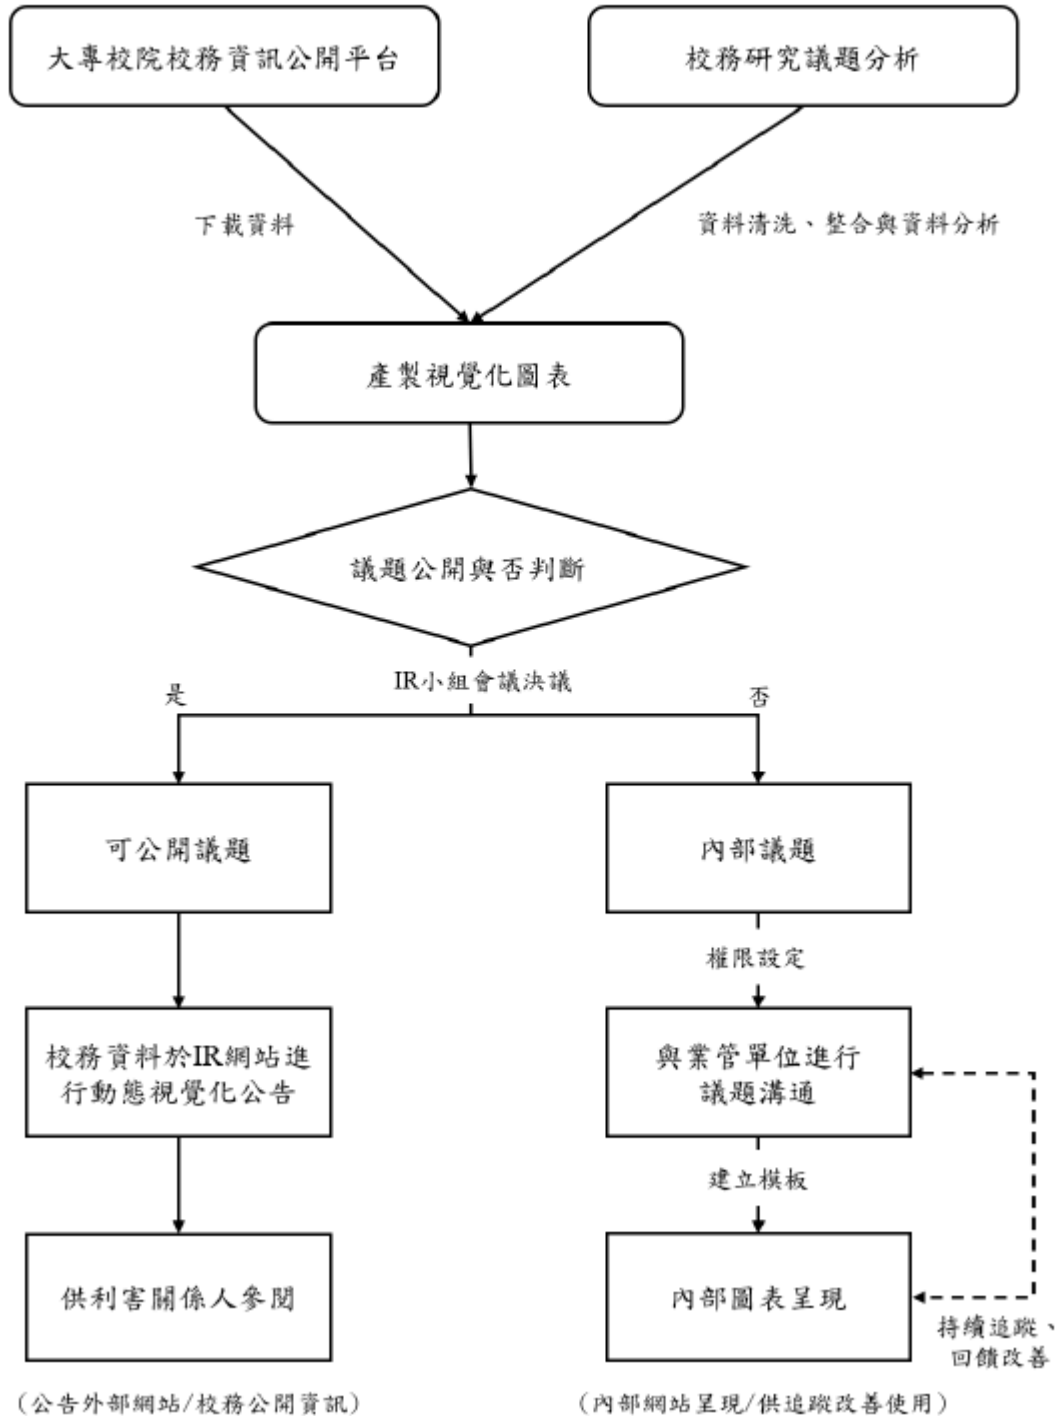 大專校院校務資訊公開平台
校務研究議題分析
下載資料
資料清洗、整合與資料分析
產製視覺化圖表
議題公開與否判斷
IR小組會議決議
是
否
可公開議題
內部議題
權限設定
校務資料於IR網站進
行動態視覺化公告
與業管單位進行
議題溝通
建立模板
供利害關係人參閱
內部圖表呈現
持續追蹤、
回饋改善
（公告外部網站/校務公開資訊）
（內部網站呈現/供追蹤改善使用）